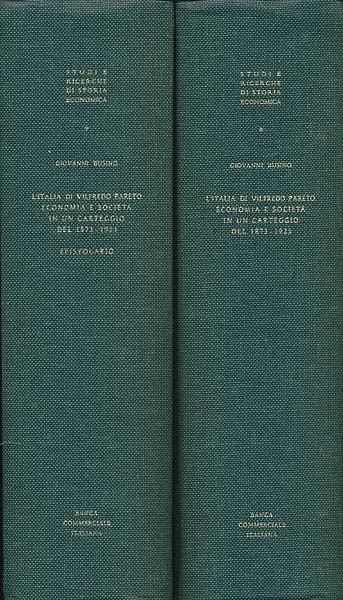 STUDI E
RICERCHE
DI STORIA
ECONOMICA
*
GIOVANNI BUSINO
L'ITALIA DI VILFREDO PARETO
ECONOMIA E SOCIETÀ
IN UN CARTEGGIO
DEL 1873-1923
EPISTOLARIO
BANCA
COMMERCIALE
ITALIANA
STUDI E
RICERCHE
DI STORIA
ECONOMICA
*
GIOVANNI BUSINO
L'ITALIA DI VILFREDO PARETO
ECONOMIA E SOCIETÀ
IN UN CARTEGGIO
DEL 1873-1923
BANCA
COMMERCIALE
ITALIANA